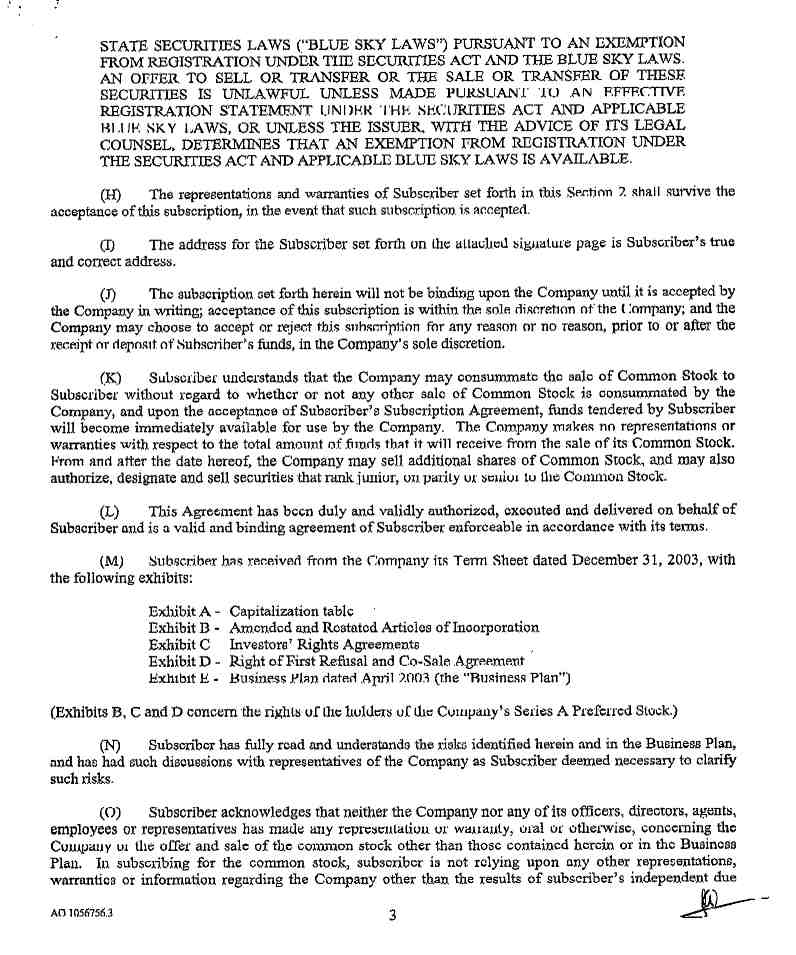 STATE SECURITIES LAWS (“BLUE SKY LAWS”) PURSUANT TO AN EXEMPTION
FROM REGISTRATION UNDER THE SECURITIES ACT AND THE BLUE SKY LAWS.
AN OFFER TO SELL OR TRANSFER OR THE SALE OR TRANSFER OF THESE
SECURITIES IS UNLAWFUL UNLESS MADE PURSUANT TO AN EFFECTIVE
REGISTRATION STATEMENT UNDER THE SECURITIES ACT AND APPLICABLE
BLUE SKY LAWS, OR UNLESS THE ISSUER, WITH THE ADVICE OF ITS LEGAL
COUNSEL, DETERMINES THAT AN EXEMPTION FROM REGISTRATION UNDER
THE SECURITIES ACT AND APPLICABLE BLUE SKY LAWS IS AVAILABLE.
(H) The representations and warranties of Subscriber set forth in this Section 2 shall survive the
acceptance of this subscription, in the event that such subscription is accepted.
(I) The address for the Subscriber set forth on the attached signature page is Subscriber’s true
and correct address.
(J) The subscription set forth herein will not be binding upon the Company until it is accepted by
the Company in writing; acceptance of this subscription is within the sole discretion of the Company; and the
Company may choose to accept or reject this subscription for any reason or no reason, prior to or after the
receipt or deposit of Subscriber’s funds, in the Company’s sole discretion.
(K) Subscriber understands that the Company may consummate the sale of Common Stock to
Subscriber without regard to whether or not any other sale of Common Stock is consummated by the
Company, and upon the acceptance of Subscriber’s Subscription Agreement, funds tendered by Subscriber
will become immediately available for use by the Company. The Company makes no representations or
warranties with respect to the total amount of funds that it will receive from the sale of its Common Stock.
From and after the date hereof, the Company may sell additional shares of Common Stock, and may also
authorize, designate and sell securities that rank junior, on parity or senior to the Common Stock.
(L) This Agreement has been duly and validly authorized, executed and delivered on behalf of
Subscriber and is a valid and binding agreement of Subscriber enforceable in accordance with its terms.
(M) Subscriber has received from the Company its Term Sheet dated December 31, 2003, with
the following exhibits:
Exhibit A - Capitalization table
Exhibit B - Amended and Restated Articles of Incorporation
Exhibit C Investors’ Rights Agreements
Exhibit D - Right of First Refusal and Co-Sale Agreement
Exhibit E - Business Plan dated April 2003 (the “Business Plan”)
(Exhibits B, C and D concern the rights of the holders of the Company’s Series A Preferred Stock.)
(N) Subscriber has fully read and understands the risks identified herein and in the Business Plan,
and has had such discussions with representatives of the Company as Subscriber deemed necessary to clarify
such risks.
(O) Subscriber acknowledges that neither the Company nor any of its officers, directors, agents,
employees or representatives has made any representation or warranty, oral or otherwise, concerning the
Company or the offer and sale of the common stock other than those contained herein or in the Business
Plan. In subscribing for the common stock, subscriber is not relying upon any other representations,
warranties or information regarding the Company other than the results of subscriber’s independent due
AO 1056756.3
3